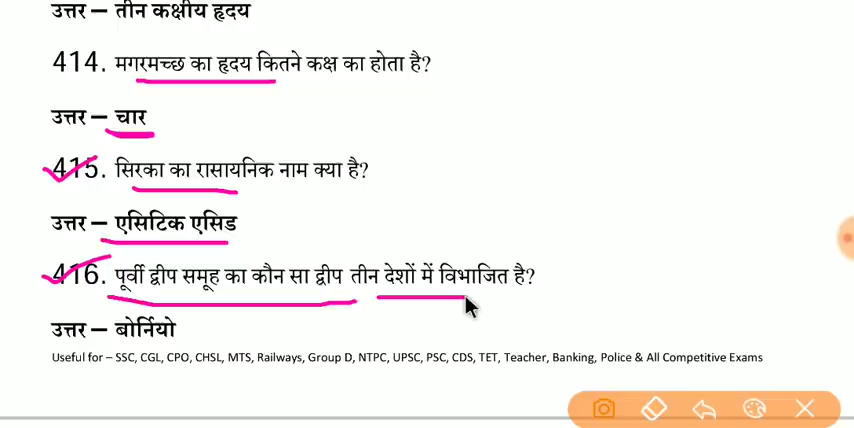 उत्तर – तीन कक्षीय हृदय
414. मगरमच्छ का हृदय कितने कक्ष का होता है?
उत्तर – चार
415. सिरका का रासायनिक नाम क्या है?
उत्तर – एसिटिक एसिड
416. पूर्वी द्वीप समूह का कौन सा द्वीप तीन देशों में विभाजित है?
उत्तर – बोर्नियो
Useful for – SSC, CGL, CPO, CHSL, MTS, Railways, Group D, NTPC, UPSC, PSC, CDS, TET, Teacher, Banking, Police & All Competitive Exams